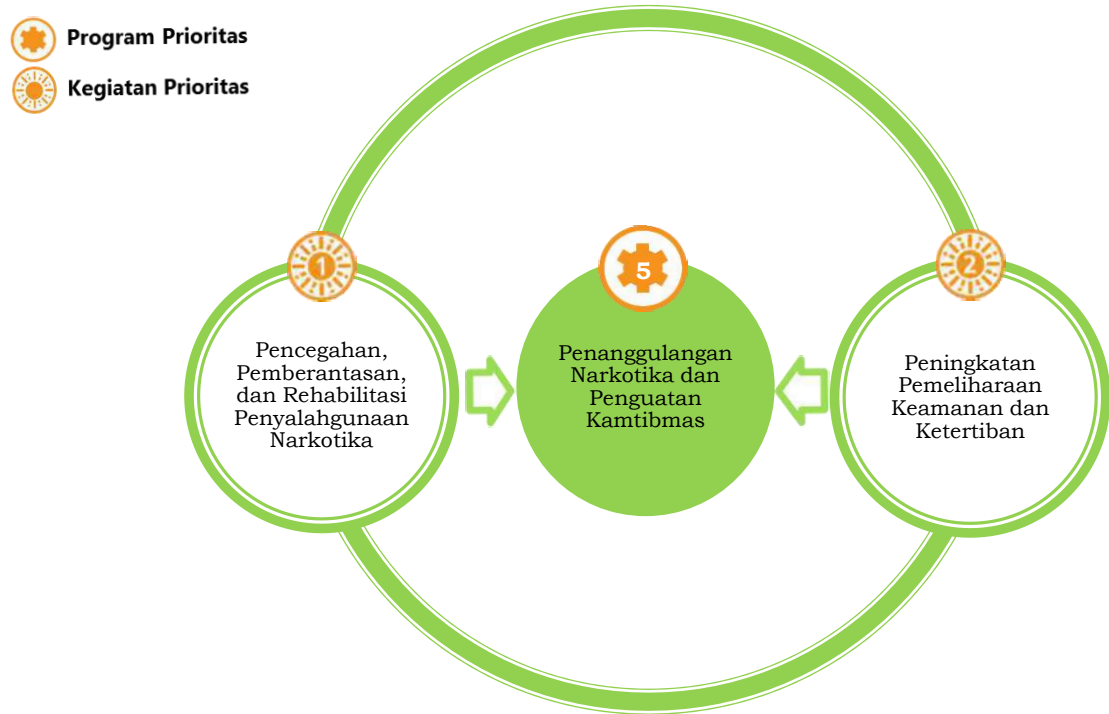 Program Prioritas
Kegiatan Prioritas
1
Pencegahan,
Pemberantasan,
dan Rehabilitasi
Penyalahgunaan
Narkotika
5
Penanggulangan
Narkotika dan
Penguatan
Kamtibmas
2
Peningkatan
Pemeliharaan
Keamanan dan
Ketertiban